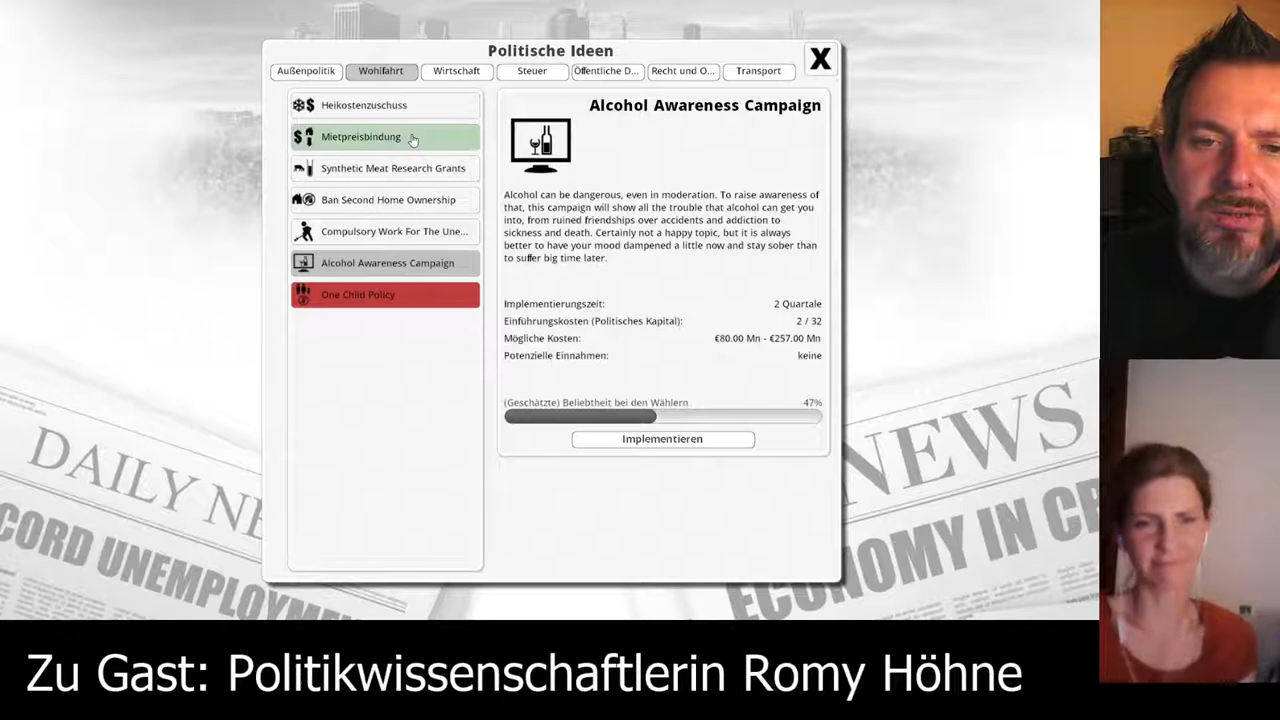 Politische Ideen
X
Außenpolitik
Wohlfahrt
Wirtschaft
Steuer
Öffentliche D...
Recht und O...
Transport
Heikostenzuschuss
Mietpreisbindung
Synthetic Meat Research Grants
Ban Second Home Ownership
Compulsory Work For The Une...
Alcohol Awareness Campaign
One Child Policy
Alcohol Awareness Campaign
Alcohol can be dangerous, even in moderation. To raise awareness of
that, this campaign will show all the trouble that alcohol can get you
into, from ruined friendships over accidents and addiction to
sickness and death. Certainly not a happy topic, but it is always
better to have your mood dampened a little now and stay sober than
to suffer big time later.
Implementierungszeit: 2 Quartale
Einführungskosten (Politisches Kapital): 2 / 32
Mögliche Kosten: €80.00 Mn - €257.00 Mn
Potenzielle Einnahmen: keine
(Geschätzte) Beliebtheit bei den Wählern 47%
Implementieren
DAILY NE
CORD UNEMPLOYME
NEWS
ECONOMY IN CR
Zu Gast: Politikwissenschaftlerin Romy Höhne